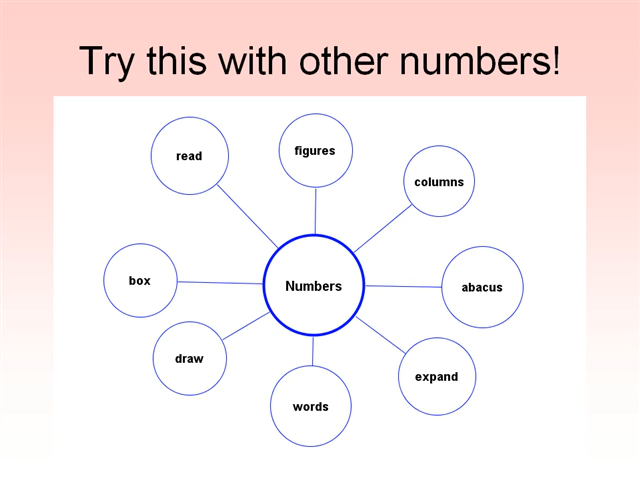 Try this with other numbers!
figures
read
columns
box
Numbers
abacus
draw
expand
words